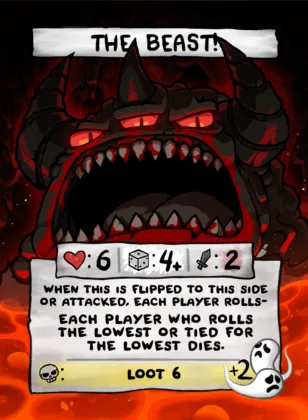 THE BEAST!
:6 :4+ :2
WHEN THIS IS FLIPPED TO THIS SIDE
OR ATTACKED, EACH PLAYER ROLLS-
EACH PLAYER WHO ROLLS
THE LOWEST OR TIED FOR
THE LOWEST DIES.
: LOOT 6 +2